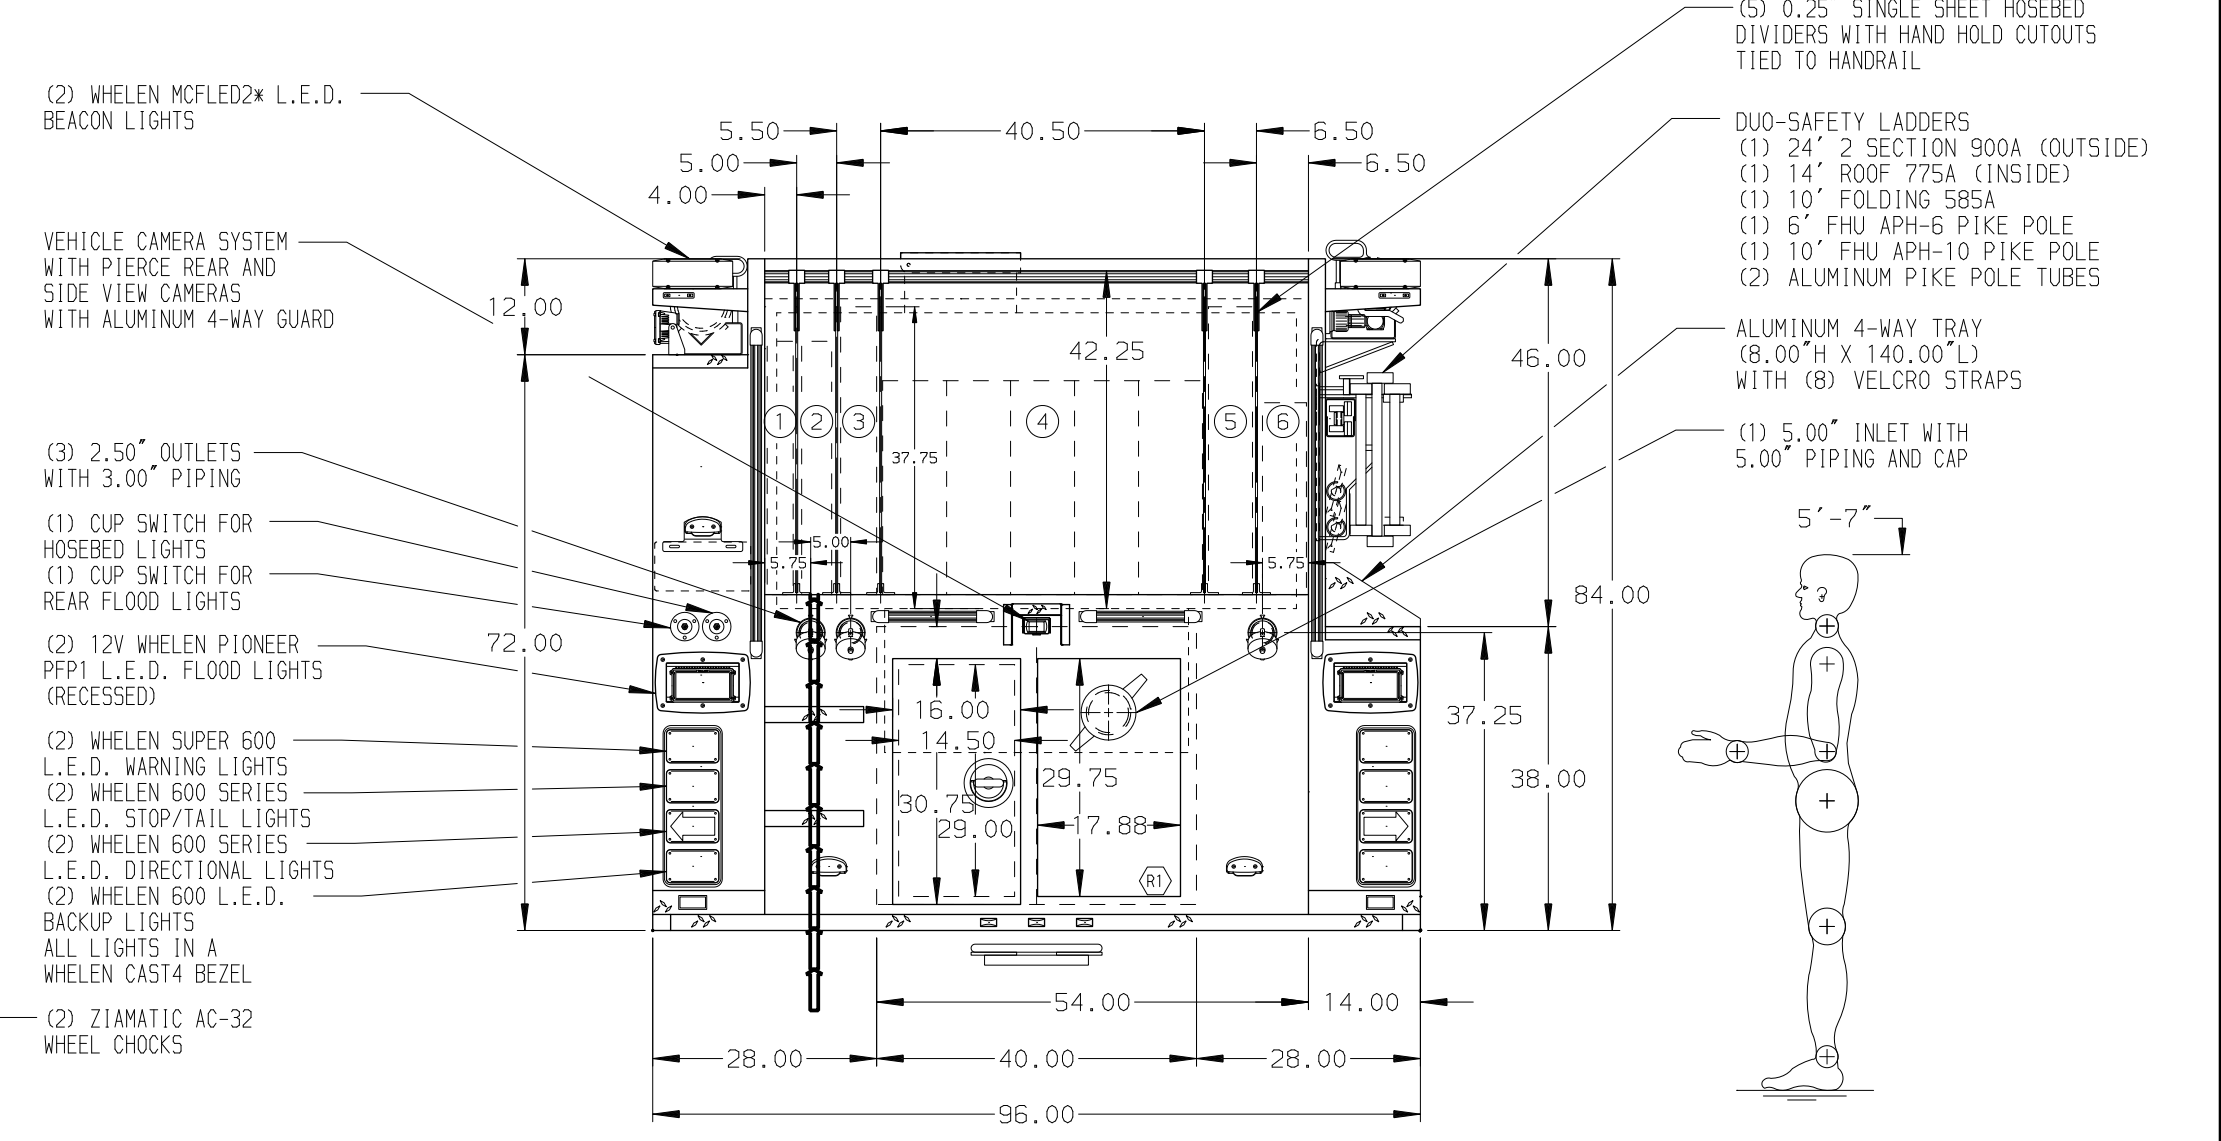 (2) WHELEN MCFLED2* L.E.D.
BEACON LIGHTS
VEHICLE CAMERA SYSTEM
WITH PIERCE REAR AND
SIDE VIEW CAMERAS
WITH ALUMINUM 4-WAY GUARD
(3) 2.50" OUTLETS
WITH 3.00" PIPING
(1) CUP SWITCH FOR
HOSEBED LIGHTS
(1) CUP SWITCH FOR
REAR FLOOD LIGHTS
(2) 12V WHELEN PIONEER
PFP1 L.E.D. FLOOD LIGHTS
(RECESSED)
(2) WHELEN SUPER 600
L.E.D. WARNING LIGHTS
(2) WHELEN 600 SERIES
L.E.D. STOP/TAIL LIGHTS
(2) WHELEN 600 SERIES
L.E.D. DIRECTIONAL LIGHTS
(2) WHELEN 600 L.E.D.
BACKUP LIGHTS
ALL LIGHTS IN A
WHELEN CAST4 BEZEL
(2) ZIAMATIC AC-32
WHEEL CHOCKS
5.50
40.50
6.50
5.00
6.50
4.00
12.00
42.25
46.00
1
2
3
4
5
6
37.75
5.00
5.75
5.75
84.00
72.00
16.00
37.25
14.50
29.75
38.00
30.75
29.00
17.88
R1
54.00
14.00
28.00
40.00
28.00
96.00
(5) 0.25 SINGLE SHEET HOSEBED
DIVIDERS WITH HAND HOLD CUTOUTS
TIED TO HANDRAIL
DUO-SAFETY LADDERS
(1) 24' 2 SECTION 900A (OUTSIDE)
(1) 14' ROOF 775A (INSIDE)
(1) 10' FOLDING 585A
(1) 6' FHU APH-6 PIKE POLE
(1) 10' FHU APH-10 PIKE POLE
(2) ALUMINUM PIKE POLE TUBES
ALUMINUM 4-WAY TRAY
(8.00"H X 140.00"L)
WITH (8) VELCRO STRAPS
(1) 5.00" INLET WITH
5.00" PIPING AND CAP
5'-7"